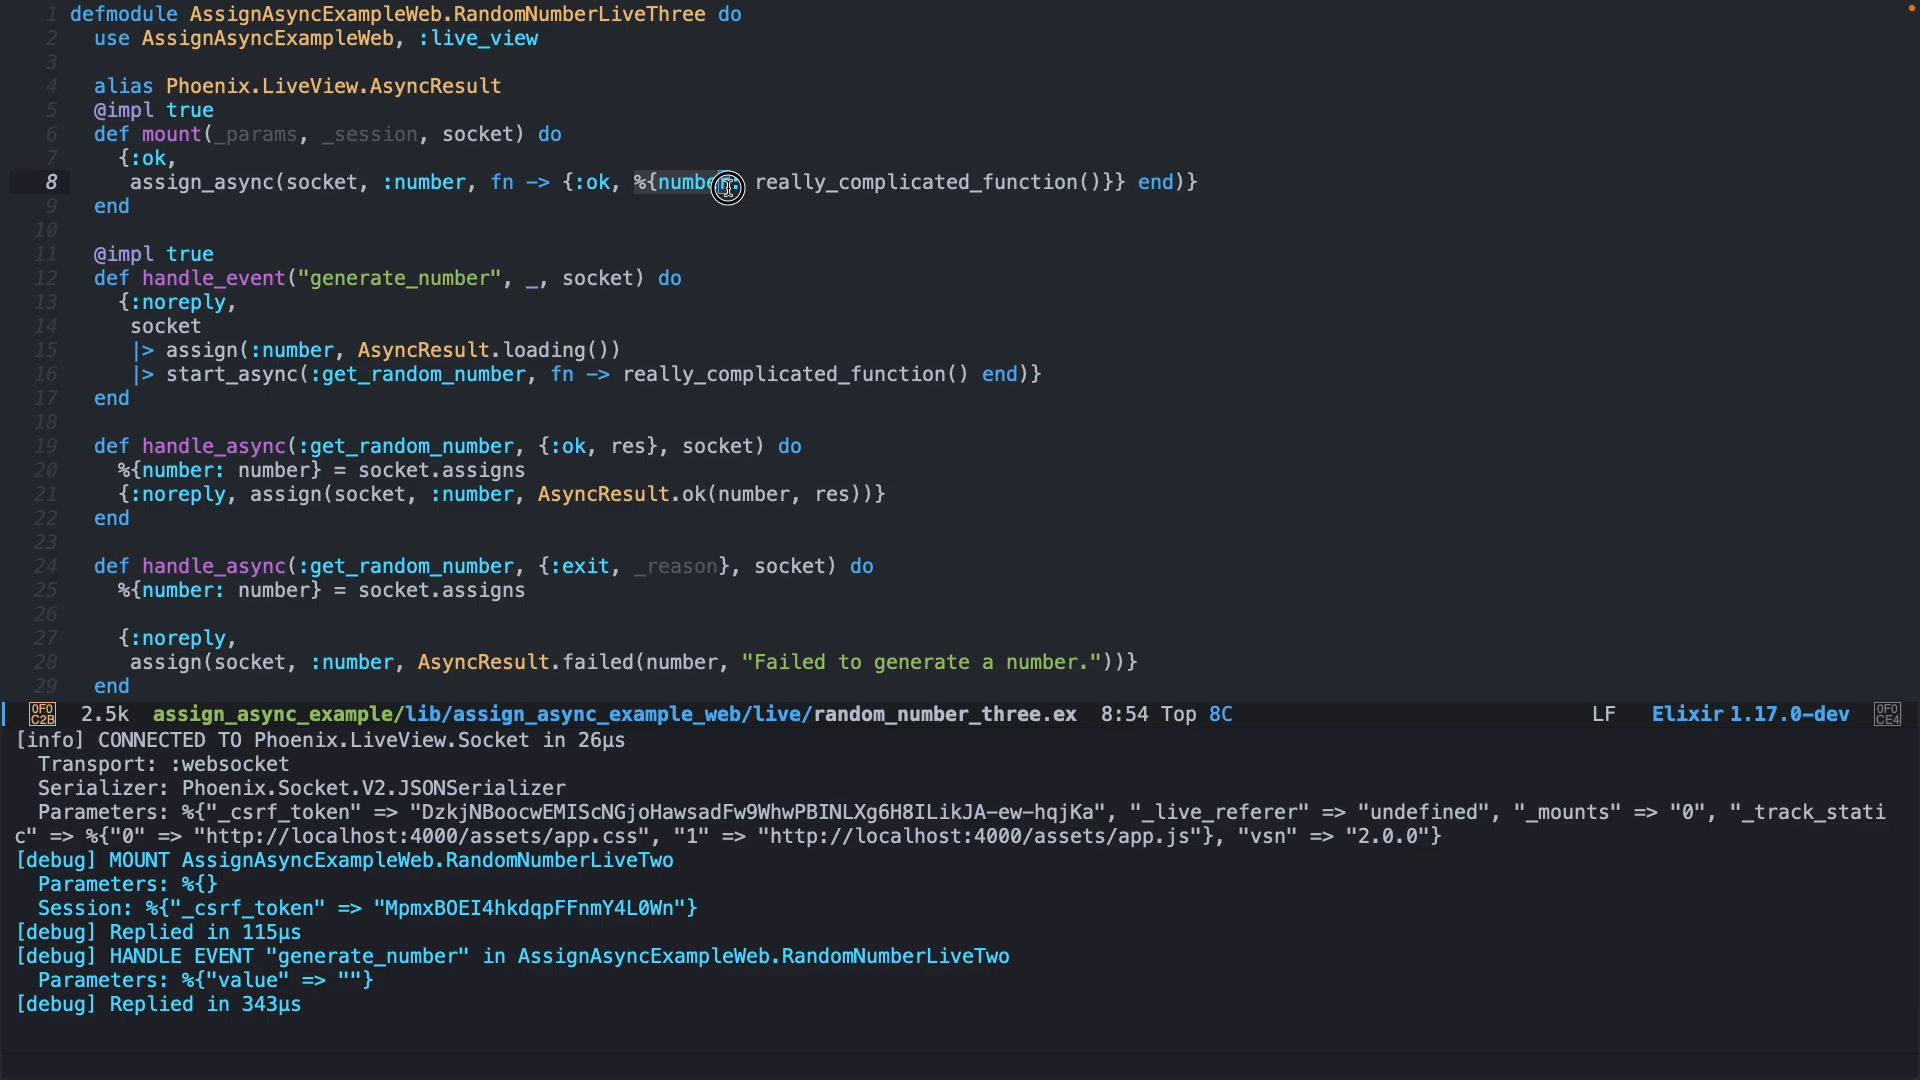 1 defmodule AssignAsyncExampleWeb.RandomNumberLiveThree do
2   use AssignAsyncExampleWeb, :live_view
3
4   alias Phoenix.LiveView.AsyncResult
5   @impl true
6   def mount(_params, _session, socket) do
7     {:ok,
8      assign_async(socket, :number, fn -> {:ok, %{number: really_complicated_function()}} end)}
9   end
10
11   @impl true
12   def handle_event("generate_number", _, socket) do
13     {:noreply,
14      socket
15      |> assign(:number, AsyncResult.loading())
16      |> start_async(:get_random_number, fn -> really_complicated_function() end)}
17   end
18
19   def handle_async(:get_random_number, {:ok, res}, socket) do
20     %{number: number} = socket.assigns
21     {:noreply, assign(socket, :number, AsyncResult.ok(number, res))}
22   end
23
24   def handle_async(:get_random_number, {:exit, _reason}, socket) do
25     %{number: number} = socket.assigns
26
27     {:noreply,
28      assign(socket, :number, AsyncResult.failed(number, "Failed to generate a number."))}
29   end
0F0C2B 2.5k assign_async_example/lib/assign_async_example_web/live/random_number_three.ex 8:54 Top 8C LF Elixir 1.17.0-dev 0F0CE4
[info] CONNECTED TO Phoenix.LiveView.Socket in 26µs
  Transport: :websocket
  Serializer: Phoenix.Socket.V2.JSONSerializer
  Parameters: %{"_csrf_token" => "DzkjNBoocwEMIScNGjoHawsadFw9WhwPBINLXg6H8ILikJA-ew-hqjKa", "_live_referer" => "undefined", "_mounts" => "0", "_track_stati
c" => %{"0" => "http://localhost:4000/assets/app.css", "1" => "http://localhost:4000/assets/app.js"}, "vsn" => "2.0.0"}
[debug] MOUNT AssignAsyncExampleWeb.RandomNumberLiveTwo
  Parameters: %{}
  Session: %{"_csrf_token" => "MpmxBOEI4hkdqpFFnmY4L0Wn"}
[debug] Replied in 115µs
[debug] HANDLE EVENT "generate_number" in AssignAsyncExampleWeb.RandomNumberLiveTwo
  Parameters: %{"value" => ""}
[debug] Replied in 343µs